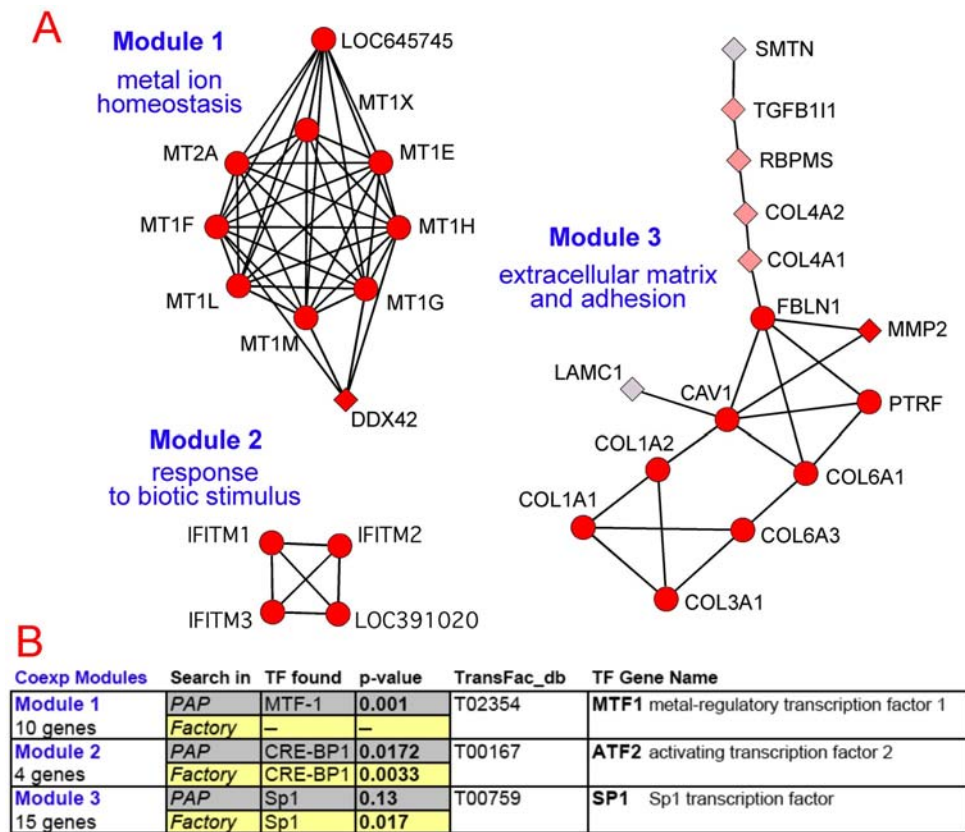 A
Module 1
metal ion
homeostasis
LOC645745
MT1X
MT2A
MT1E
MT1F
MT1H
MT1L
MT1G
MT1M
DDX42
Module 2
response
to biotic stimulus
IFITM1
IFITM2
IFITM3
LOC391020
Module 3
extracellular matrix
and adhesion
SMTN
TGFB1I1
RBPMS
COL4A2
COL4A1
FBLN1
MMP2
LAMC1
CAV1
PTRF
COL1A2
COL6A1
COL1A1
COL6A3
COL3A1
B
Coexp Modules Search in TF found p-value TransFac_db TF Gene Name
Module 1 PAP MTF-1 0.001 T02354 MTF1 metal-regulatory transcription factor 1
10 genes Factory – –
Module 2 PAP CRE-BP1 0.0172 T00167 ATF2 activating transcription factor 2
4 genes Factory CRE-BP1 0.0033
Module 3 PAP Sp1 0.13 T00759 SP1 Sp1 transcription factor
15 genes Factory Sp1 0.017